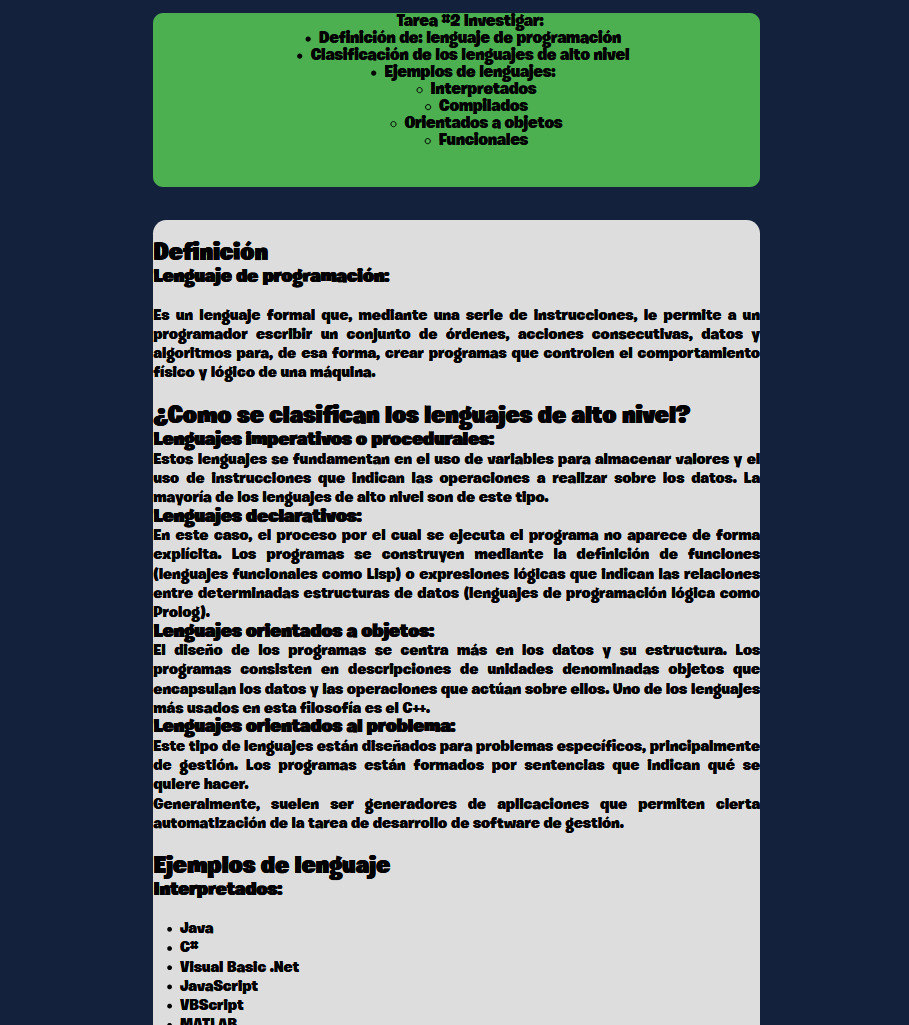 Tarea #2 Investigar:
• Definición de: lenguaje de programación
• Clasificación de los lenguajes de alto nivel
• Ejemplos de lenguajes:
○ Interpretados
○ Compilados
○ Orientados a objetos
○ Funcionales
Definición
Lenguaje de programación:
Es un lenguaje formal que, mediante una serie de instrucciones, le permite a un
programador escribir un conjunto de órdenes, acciones consecutivas, datos y
algoritmos para, de esa forma, crear programas que controlen el comportamiento
físico y lógico de una máquina.
¿Como se clasifican los lenguajes de alto nivel?
Lenguajes imperativos o procedurales:
Estos lenguajes se fundamentan en el uso de variables para almacenar valores y el
uso de instrucciones que indican las operaciones a realizar sobre los datos. La
mayoría de los lenguajes de alto nivel son de este tipo.
Lenguajes declarativos:
En este caso, el proceso por el cual se ejecuta el programa no aparece de forma
explícita. Los programas se construyen mediante la definición de funciones
(lenguajes funcionales como Lisp) o expresiones lógicas que indican las relaciones
entre determinadas estructuras de datos (lenguajes de programación lógica como
Prolog).
Lenguajes orientados a objetos:
El diseño de los programas se centra más en los datos y su estructura. Los
programas consisten en descripciones de unidades denominadas objetos que
encapsulan los datos y las operaciones que actúan sobre ellos. Uno de los lenguajes
más usados en esta filosofía es el C++.
Lenguajes orientados al problema:
Este tipo de lenguajes están diseñados para problemas específicos, principalmente
de gestión. Los programas están formados por sentencias que indican qué se
quiere hacer.
Generalmente, suelen ser generadores de aplicaciones que permiten cierta
automatización de la tarea de desarrollo de software de gestión.
Ejemplos de lenguaje
Interpretados:
• Java
• C#
• Visual Basic .Net
• JavaScript
• VBScript
• MATLAB